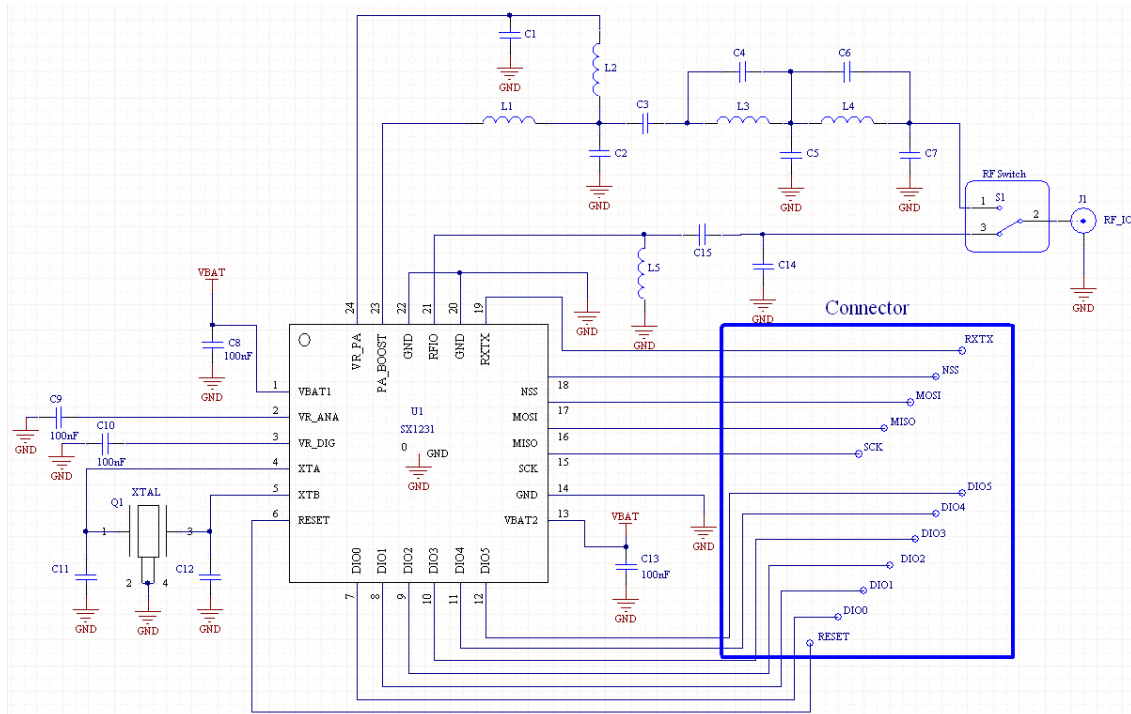 C1
GND
L2
C4
C6
L1
C3
L3
L4
C2
C5
C7
GND
GND
GND
RF Switch
1
S1
3
2
J1
RF_IO
GND
C15
L5
C14
GND
GND
GND
VBAT
C8
100nF
GND
24
23
22
21
20
19
VR_PA
PA_BOOST
GND
RFIO
GND
RXTX
Connector
RXTX
NSS
MOSI
MISO
SCK
DIO5
DIO4
DIO3
DIO2
DIO1
DIO0
RESET
1
VBAT1
2
VR_ANA
3
VR_DIG
4
XTA
5
XTB
6
RESET
U1
SX1231
0
GND
GND
NSS
18
MOSI
17
MISO
16
SCK
15
GND
14
VBAT2
13
C9
100nF
GND
C10
100nF
GND
XTAL
Q1
1
3
2
4
C11
C12
GND
GND
GND
VBAT
C13
100nF
GND
GND
DIO0
DIO1
DIO2
DIO3
DIO4
DIO5
7
8
9
10
11
12